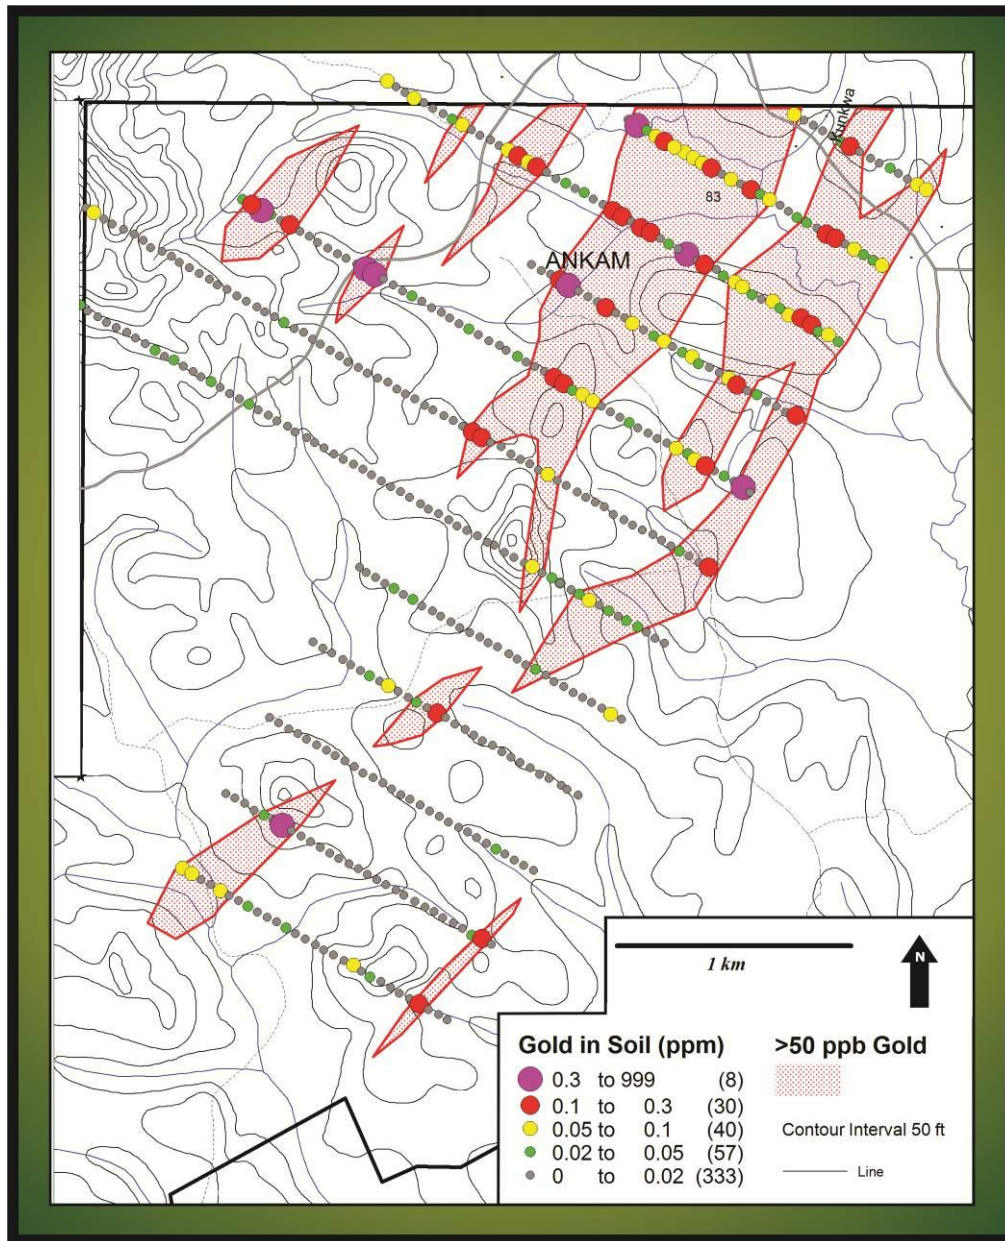 Kunkwa
83
ANKAM
N
1 km
Gold in Soil (ppm)
0.3 to 999 (8)
0.1 to 0.3 (30)
0.05 to 0.1 (40)
0.02 to 0.05 (57)
0 to 0.02 (333)
>50 ppb Gold
Contour Interval 50 ft
Line